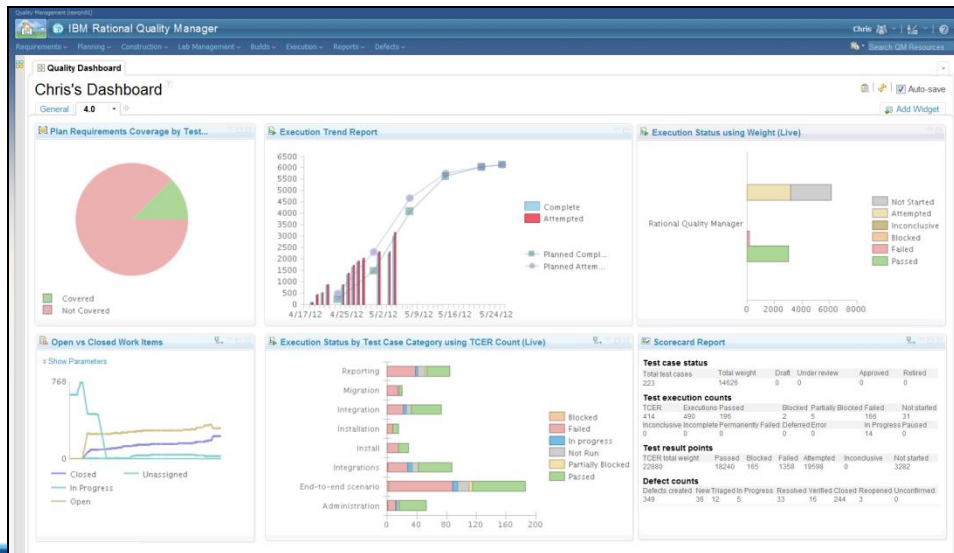 Quality Management (nonprdi)
IBM Rational Quality Manager
Chris
Requirements Planning Construction Lab Management Builds Execution Reports Defects
Search QM Resources
Quality Dashboard
Chris's Dashboard
Auto-save
General 4.0
Add Widget
Plan Requirements Coverage by Test...
Covered
Not Covered
Execution Trend Report
6500
6000
5500
5000
4500
4000
3500
3000
2500
2000
1500
1000
500
0
4/17/12 4/25/12 5/2/12 5/9/12 5/16/12 5/24/12
Complete
Attempted
Planned Compl...
Planned Attem...
Execution Status using Weight (Live)
Rational Quality Manager
0 2000 4000 6000 8000
Not Started
Attempted
Inconclusive
Blocked
Failed
Passed
Open vs Closed Work Items
Show Parameters
768
0
Closed Unassigned
In Progress
Open
Execution Status by Test Case Category using TCER Count (Live)
Reporting
Migration
Integration
Installation
Install
Integrations
End-to-end scenario
Administration
0 40 80 120 160 200
Blocked
Failed
In progress
Not Run
Partially Blocked
Passed
Scorecard Report
Test case status
Total test cases Total weight Draft Under review Approved Retired
223 14626 0 0 0 0
Test execution counts
TCER Executions Passed Blocked Partially Blocked Failed Not started
414 490 196 2 5 166 31
Inconclusive Incomplete Permanently Failed Deferred Error In Progress Paused
0 0 0 0 0 14 0
Test result points
TCER total weight Passed Blocked Failed Attempted Inconclusive Not started
22880 18240 165 1358 19598 0 3282
Defect counts
Defects created New Triaged In Progress Resolved Verified Closed Reopened Unconfirmed
349 36 12 5 33 16 244 3 0